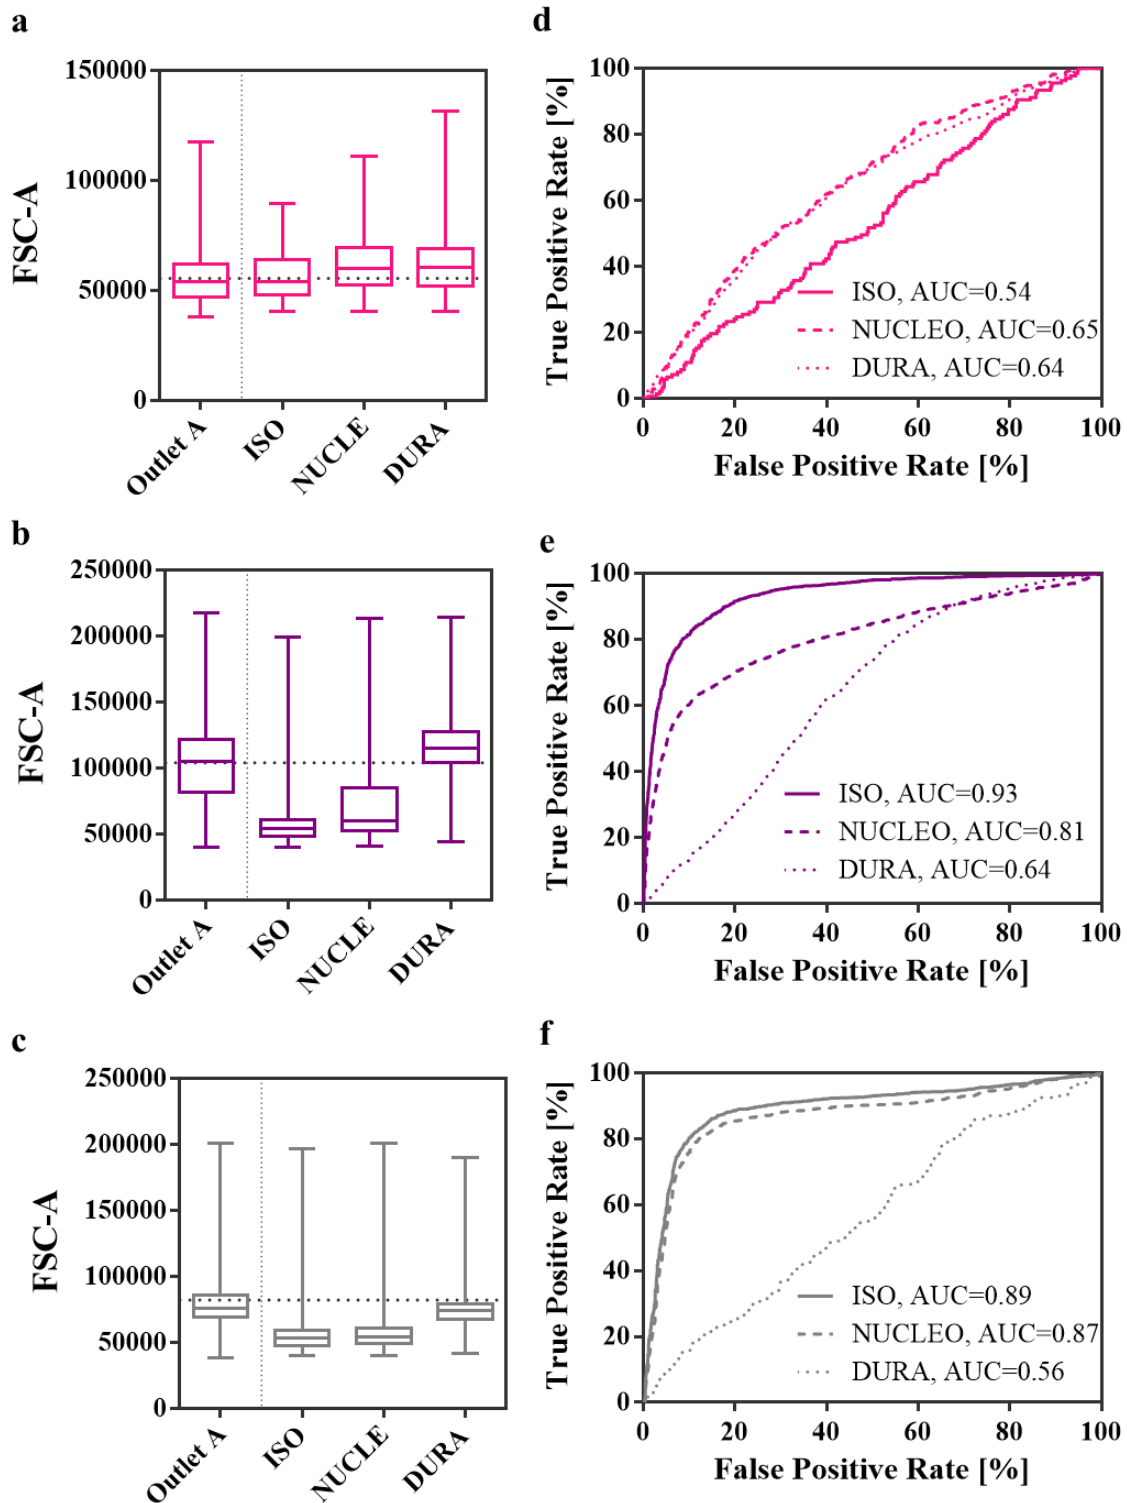 a
150000
100000
50000
0
FSC-A
Outlet A
ISO
NUCLE
DURA
d
100
80
60
40
20
0
True Positive Rate [%]
ISO, AUC=0.54
NUCLEO, AUC=0.65
DURA, AUC=0.64
0 20 40 60 80 100
False Positive Rate [%]
b
250000
200000
150000
100000
50000
0
FSC-A
Outlet A
ISO
NUCLE
DURA
e
100
80
60
40
20
0
True Positive Rate [%]
ISO, AUC=0.93
NUCLEO, AUC=0.81
DURA, AUC=0.64
0 20 40 60 80 100
False Positive Rate [%]
c
250000
200000
150000
100000
50000
0
FSC-A
Outlet A
ISO
NUCLE
DURA
f
100
80
60
40
20
0
True Positive Rate [%]
ISO, AUC=0.89
NUCLEO, AUC=0.87
DURA, AUC=0.56
0 20 40 60 80 100
False Positive Rate [%]